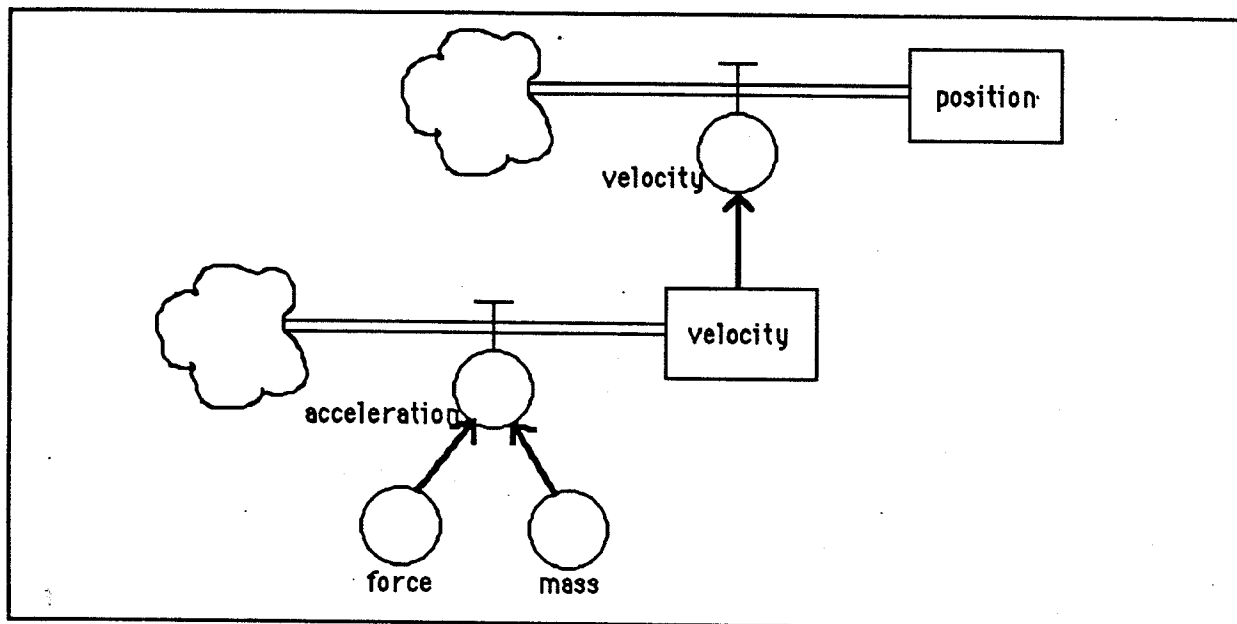 position
velocity
velocity
acceleration
force
mass